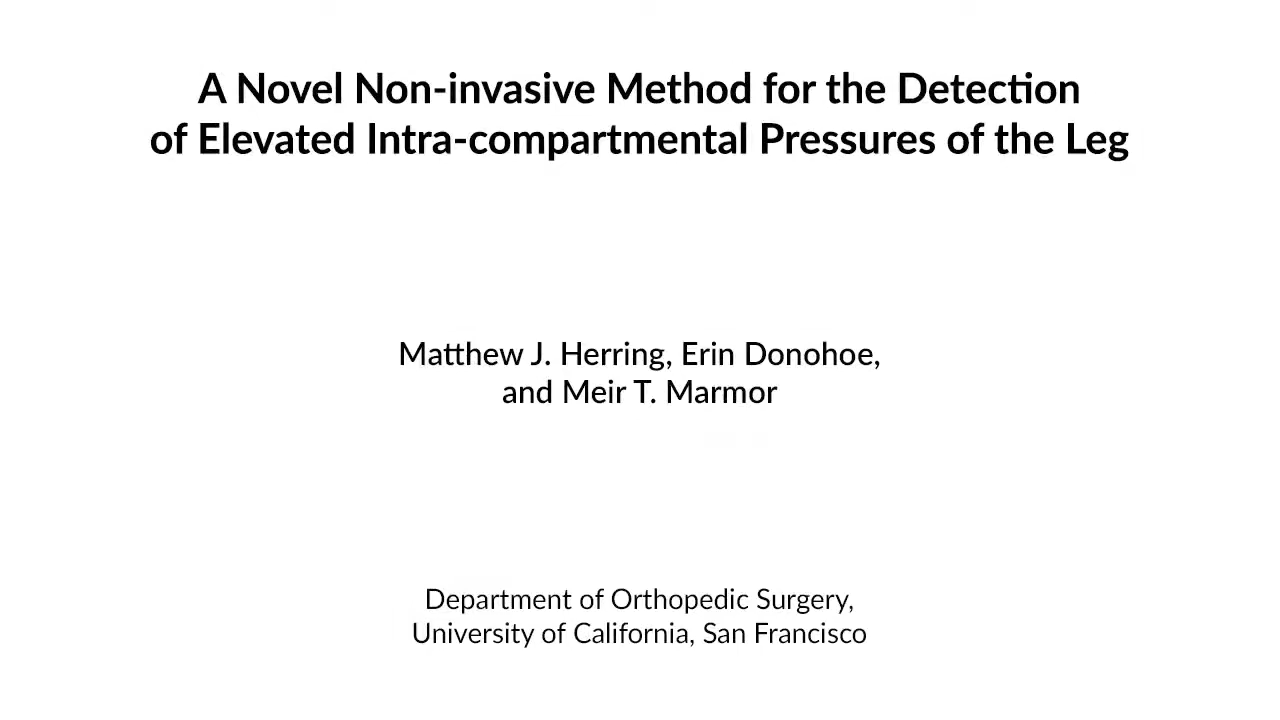 A Novel Non-invasive Method for the Detection
of Elevated Intra-compartmental Pressures of the Leg
Matthew J. Herring, Erin Donohoe,
and Meir T. Marmor
Department of Orthopedic Surgery,
University of California, San Francisco